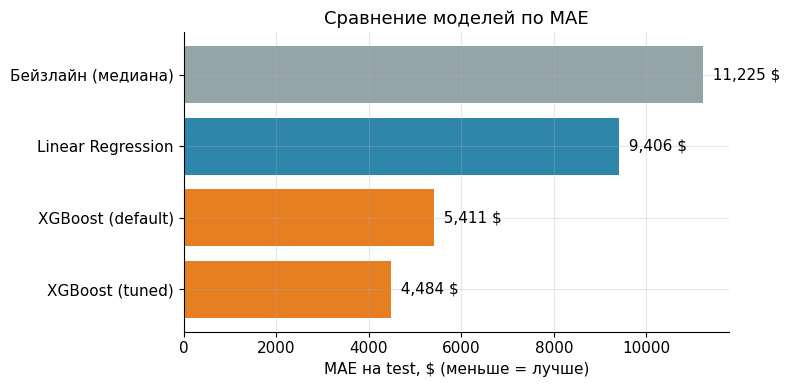 Сравнение моделей по MAE
Бейзлайн (медиана)
11,225 $
Linear Regression
9,406 $
XGBoost (default)
5,411 $
XGBoost (tuned)
4,484 $
0 2000 4000 6000 8000 10000
MAE на test, $ (меньше = лучше)